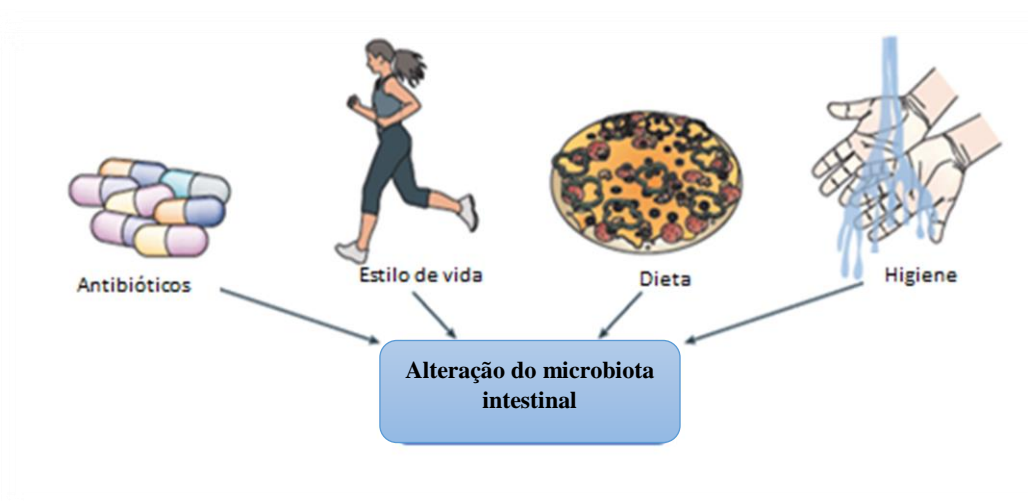 Antibióticos
Estilo de vida
Dieta
Higiene
Alteração do microbiota
intestinal